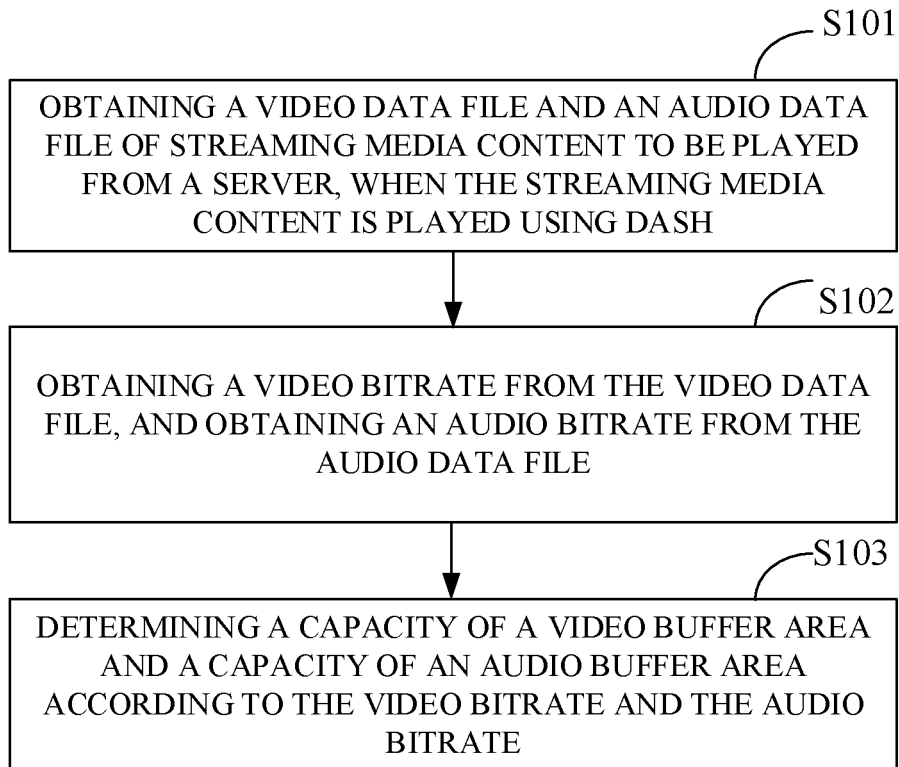 S101
OBTAINING A VIDEO DATA FILE AND AN AUDIO DATA
FILE OF STREAMING MEDIA CONTENT TO BE PLAYED
FROM A SERVER, WHEN THE STREAMING MEDIA
CONTENT IS PLAYED USING DASH
S102
OBTAINING A VIDEO BITRATE FROM THE VIDEO DATA
FILE, AND OBTAINING AN AUDIO BITRATE FROM THE
AUDIO DATA FILE
S103
DETERMINING A CAPACITY OF A VIDEO BUFFER AREA
AND A CAPACITY OF AN AUDIO BUFFER AREA
ACCORDING TO THE VIDEO BITRATE AND THE AUDIO
BITRATE